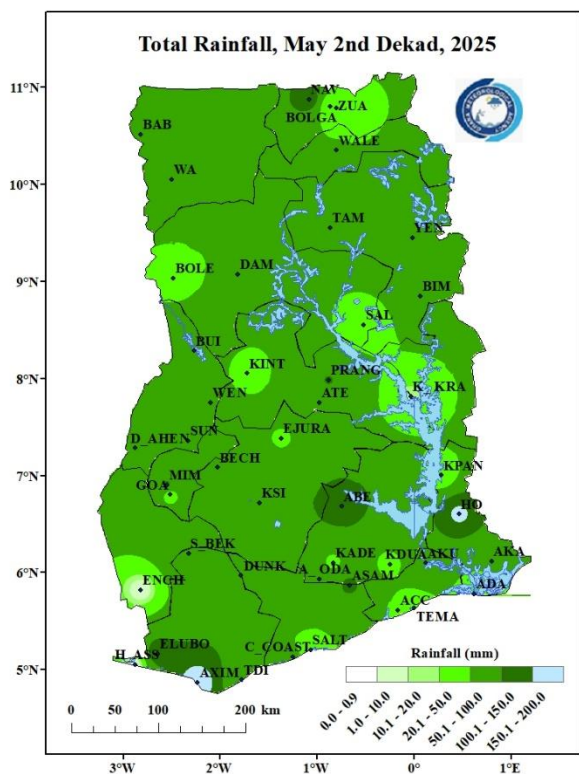 Total Rainfall, May 2nd Dekad, 2025
11°N
NAV
ZUA
BOLGA
BAB
WALE
WA
10°N
TAM
YEN
9°N
BOLE
DAM
BIM
SAL
BUI
KINT
PRANG
8°N
K_KRA
WEN
ATE
SUN
EJURA
D_AHEN
BECH
KPAN
7°N
MIM
GOA
KSI
ABE
HO
S_BEK
KADE
KDUA
AKU
AKA
6°N
ENCH
DUNK
A_ODA
ASAM
ADA
ACC
TEMA
ELUBO
C_COAST
SALT
H_ASS
AXIM
TDI
5°N
Rainfall (mm)
0.0 - 0.9
1.0 - 10.0
10.1 - 20.0
20.1 - 50.0
50.1 - 100.0
100.1 - 150.0
150.1 - 200.0
0 50 100 200 km
3°W 2°W 1°W 0° 1°E